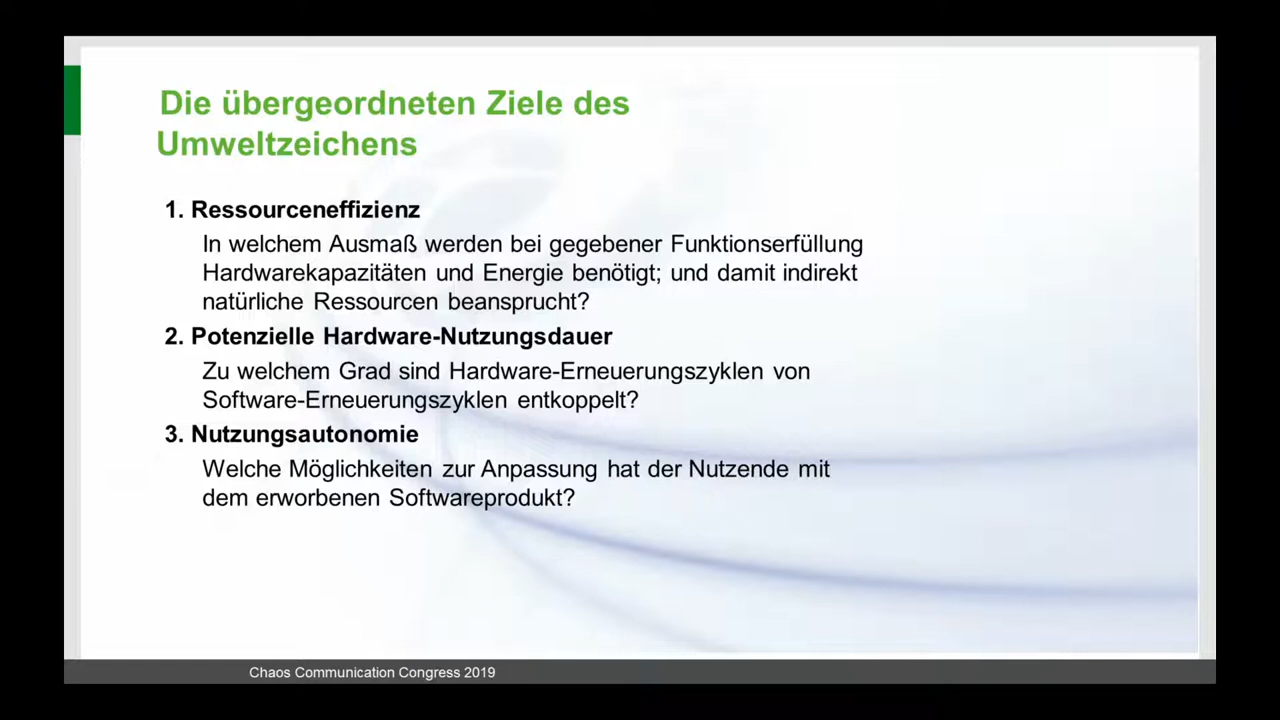 Die übergeordneten Ziele des
Umweltzeichens
1. Ressourceneffizienz
In welchem Ausmaß werden bei gegebener Funktionserfüllung
Hardwarekapazitäten und Energie benötigt; und damit indirekt
natürliche Ressourcen beansprucht?
2. Potenzielle Hardware-Nutzungsdauer
Zu welchem Grad sind Hardware-Erneuerungszyklen von
Software-Erneuerungszyklen entkoppelt?
3. Nutzungsautonomie
Welche Möglichkeiten zur Anpassung hat der Nutzende mit
dem erworbenen Softwareprodukt?
Chaos Communication Congress 2019